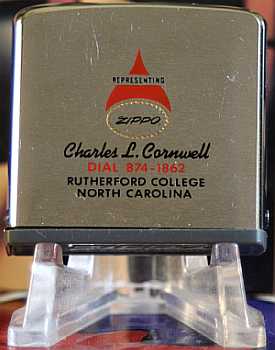 REPRESENTING
ZIPPO
Charles L. Cornwell
DIAL 874-1862
RUTHERFORD COLLEGE
NORTH CAROLINA